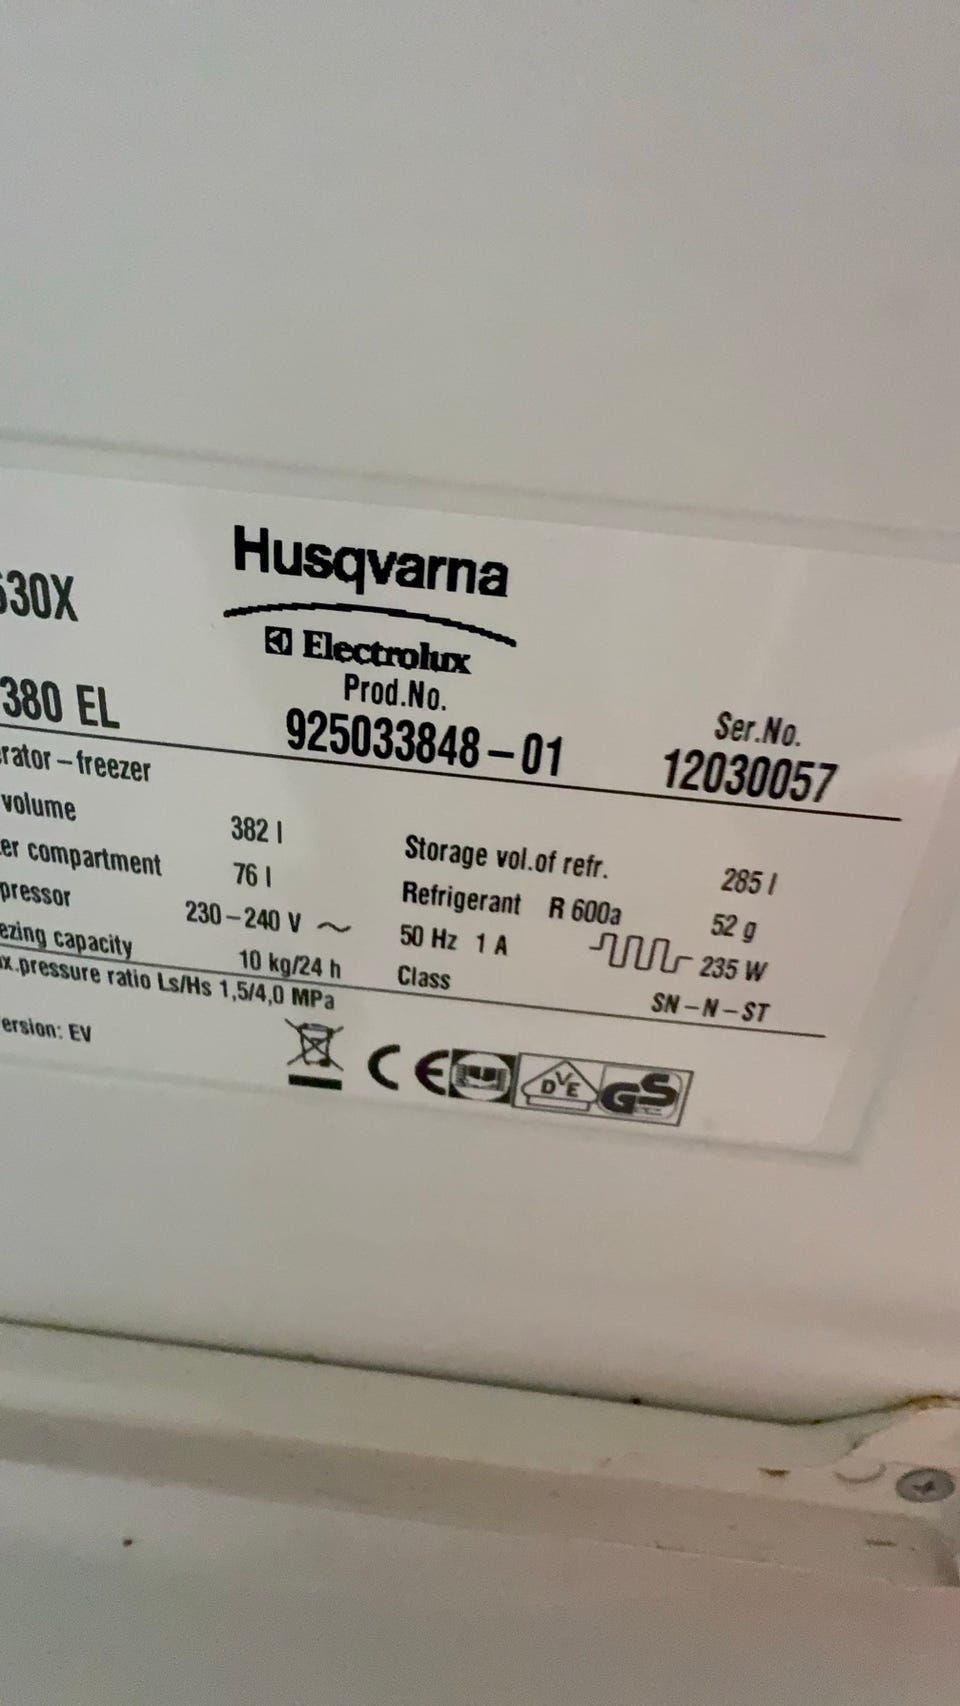 Husqvarna
630X
Electrolux
Prod.No.
380 EL
925033848-01
Ser.No.
12030057
rator-freezer
volume 382 l Storage vol.of refr. 285 l
er compartment 76 l Refrigerant R 600a 52 g
pressor 230-240 V ~ 50 Hz 1 A 235 W
ezing capacity 10 kg/24 h Class SN-N-ST
x.pressure ratio Ls/Hs 1,5/4,0 MPa
ersion: EV
CE DVE GS